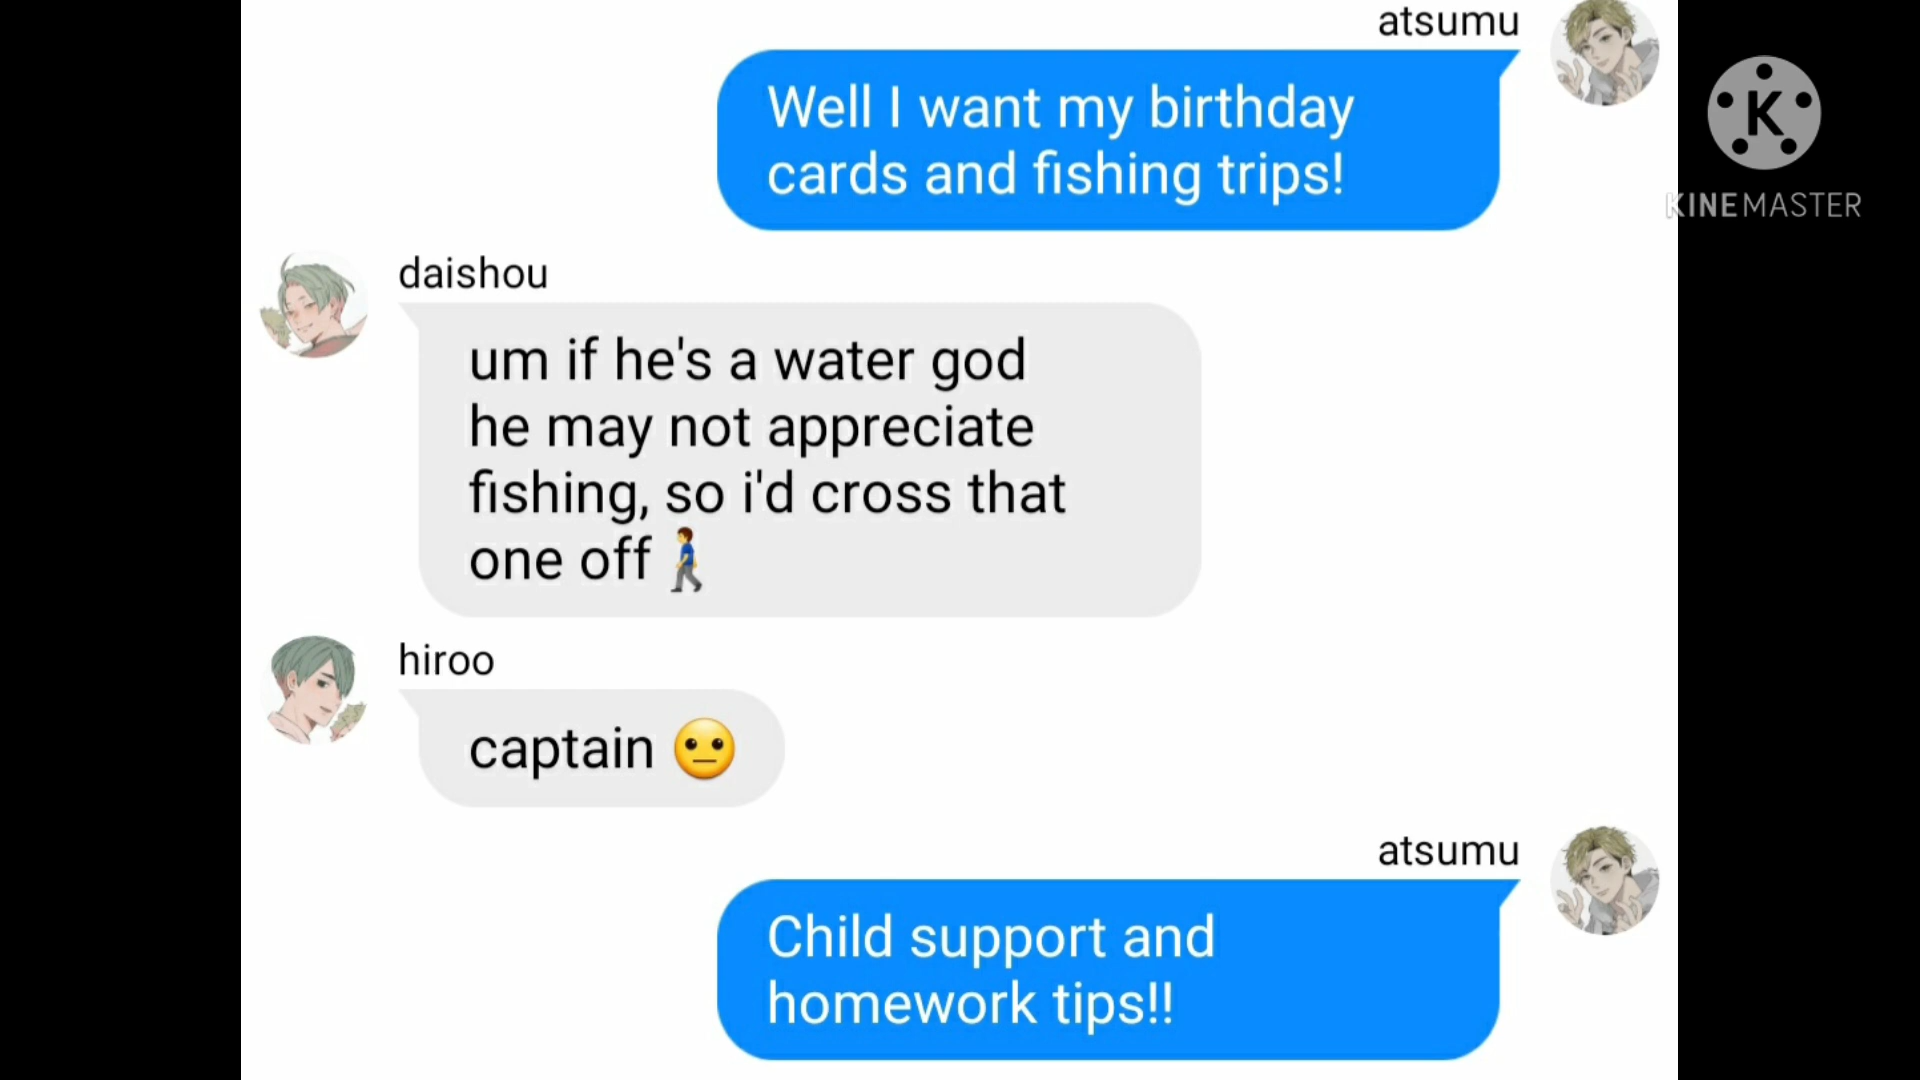 atsumu
Well I want my birthday
cards and fishing trips!
KINEMASTER
daishou
um if he's a water god
he may not appreciate
fishing, so i'd cross that
one off🚶‍♂️
hiroo
captain 😐
atsumu
Child support and
homework tips!!